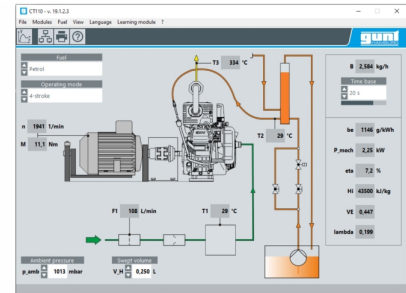 CT110 - v. 19.1.2.3
File Modules Fuel View Language Learning module ?
gunt
Fuel
Petrol
Operating mode
4-stroke
T3 334 °C
B 2,584 kg/h
Time base
20 s
n 1941 1/min
M 11,1 Nm
T2 29 °C
be 1146 g/kWh
P_mech 2,25 kW
eta 7,2 %
Hi 43500 kJ/kg
VE 0,447
lambda 0,199
F1 108 L/min
T1 29 °C
Ambient pressure
p_amb 1013 mbar
Swept volume
V_H 0,250 L